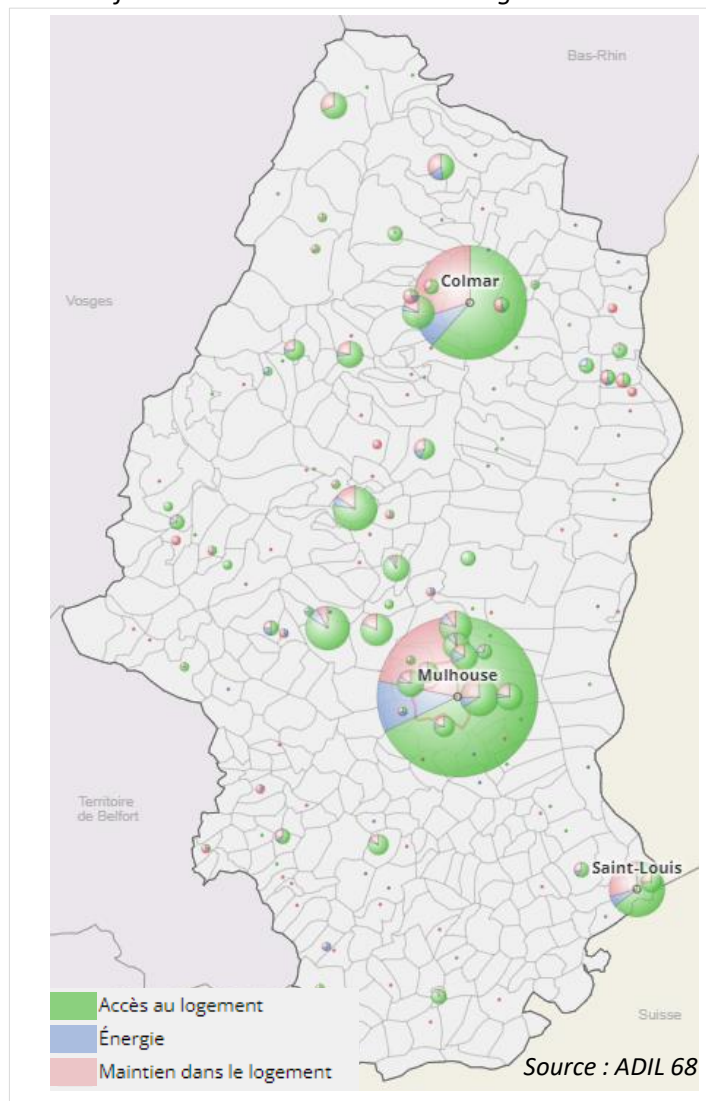 Bas-Rhin
Colmar
Vosges
Mulhouse
Territoire
de Belfort
Saint-Louis
Accès au logement
Énergie
Suisse
Maintien dans le logement
Source : ADIL 68